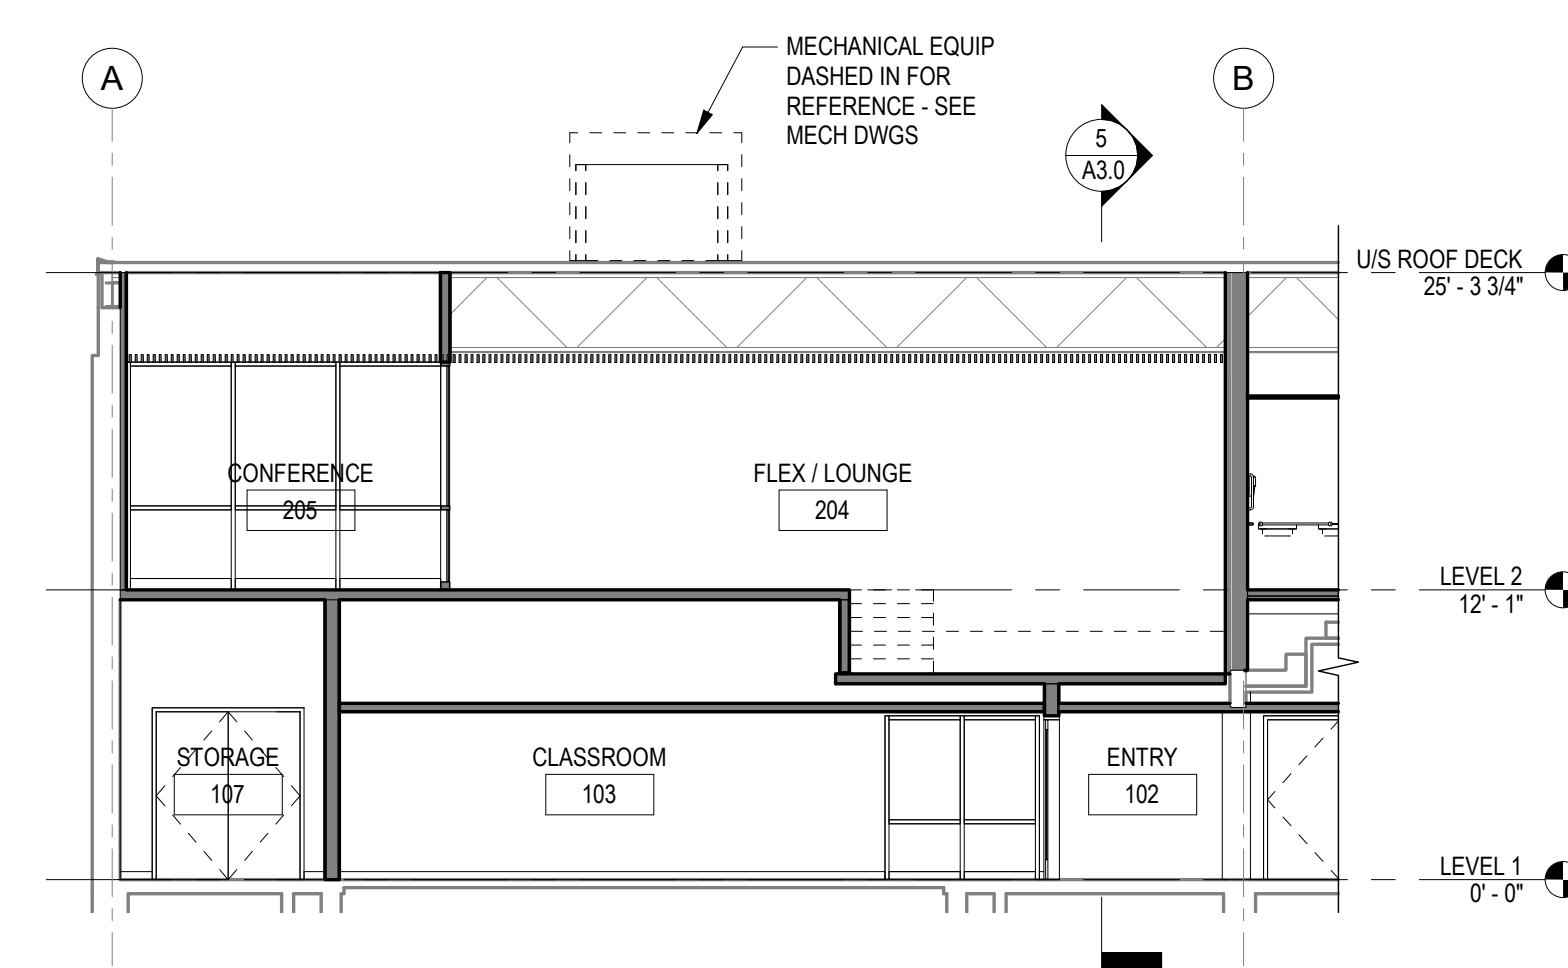 MECHANICAL EQUIP
DASHED IN FOR
REFERENCE - SEE
MECH DWGS
A
B
5
A3.0
U/S ROOF DECK
25' - 3 3/4"
CONFERENCE
205
FLEX / LOUNGE
204
LEVEL 2
12' - 1"
STORAGE
107
CLASSROOM
103
ENTRY
102
LEVEL 1
0' - 0"